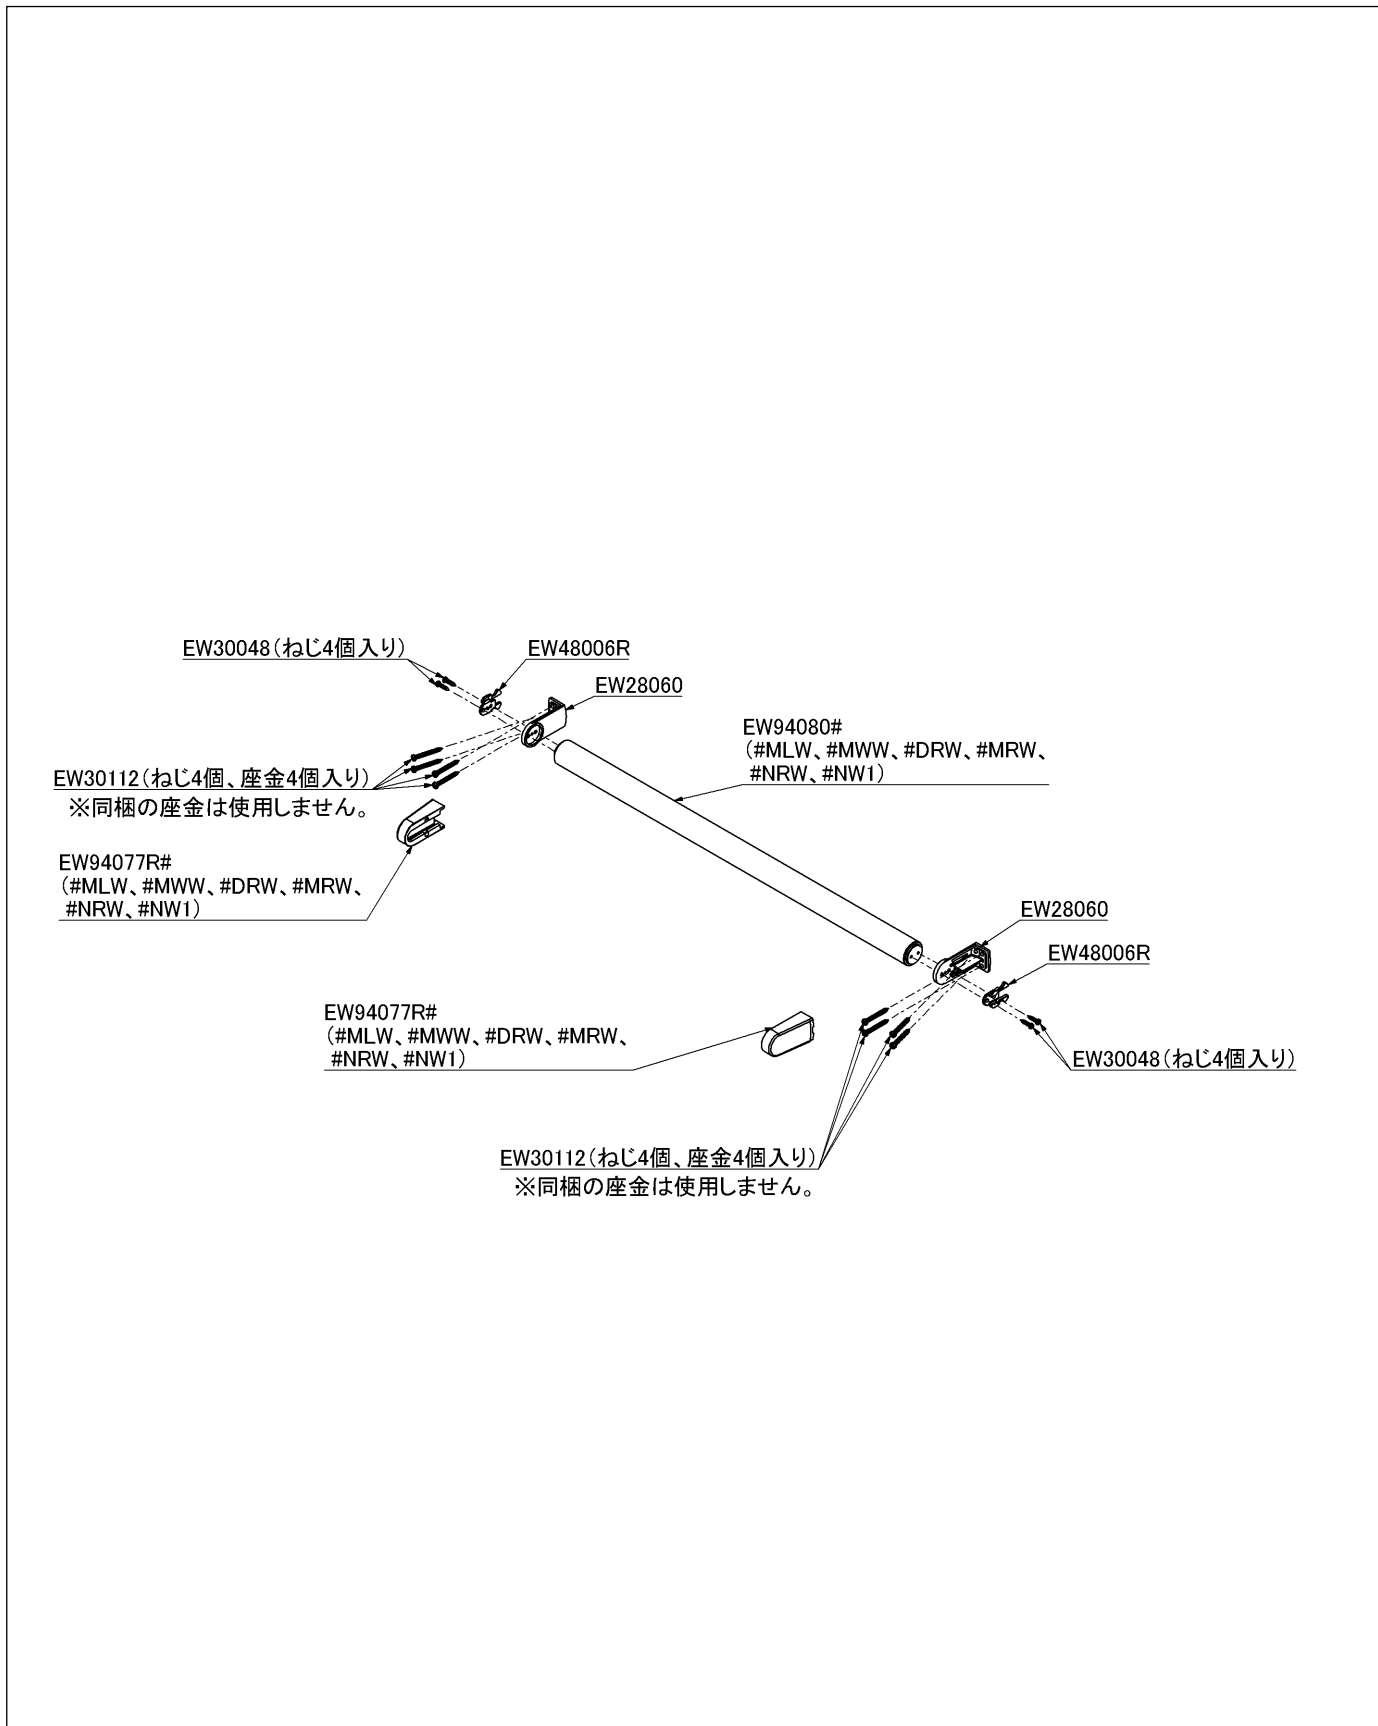 EW30048(ねじ4個入り)
EW48006R
EW28060
EW94080#
(#MLW、#MWW、#DRW、#MRW、
#NRW、#NW1)
EW30112(ねじ4個、座金4個入り)
※同梱の座金は使用しません。
EW94077R#
(#MLW、#MWW、#DRW、#MRW、
#NRW、#NW1)
EW28060
EW48006R
EW94077R#
(#MLW、#MWW、#DRW、#MRW、
#NRW、#NW1)
EW30048(ねじ4個入り)
EW30112(ねじ4個、座金4個入り)
※同梱の座金は使用しません。